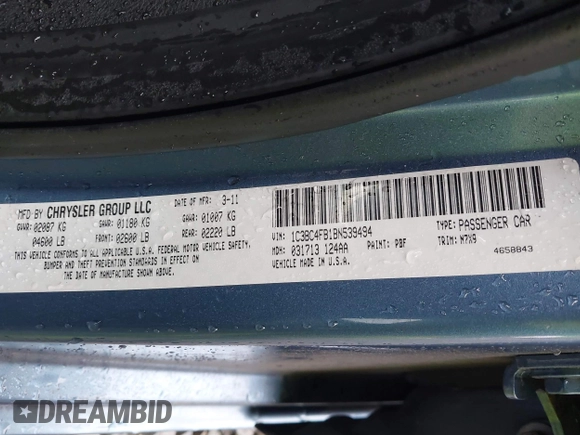 MFD BY CHRYSLER GROUP LLC
DATE OF MFR: 3-11
GVWR: 02087 KG
GAWR: 01180 KG
GAWR: 01007 KG
04600 LB
FRONT: 02600 LB
REAR: 02220 LB
THIS VEHICLE CONFORMS TO ALL APPLICABLE U.S.A. FEDERAL MOTOR VEHICLE SAFETY,
BUMPER AND THEFT PREVENTION STANDARDS IN EFFECT ON
THE DATE OF MANUFACTURE SHOWN ABOVE.
VIN: 1C3BC4FB1BN539494
TYPE: PASSENGER CAR
MDH: 031713 124AA
PAINT: PBF
TRIM: M7X9
VEHICLE MADE IN U.S.A.
4658843
DREAMBID